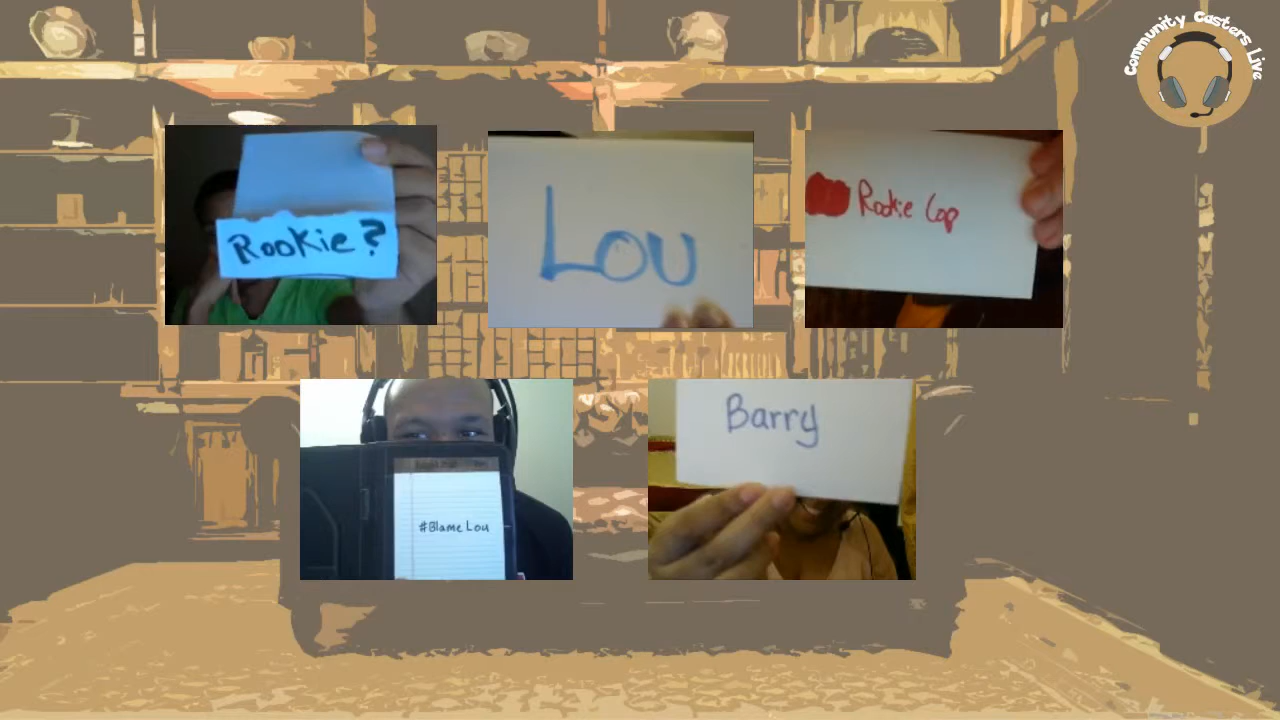 Community Casters Live
Rookie?
Lou
Rookie Cop
#Blame Lou
Barry